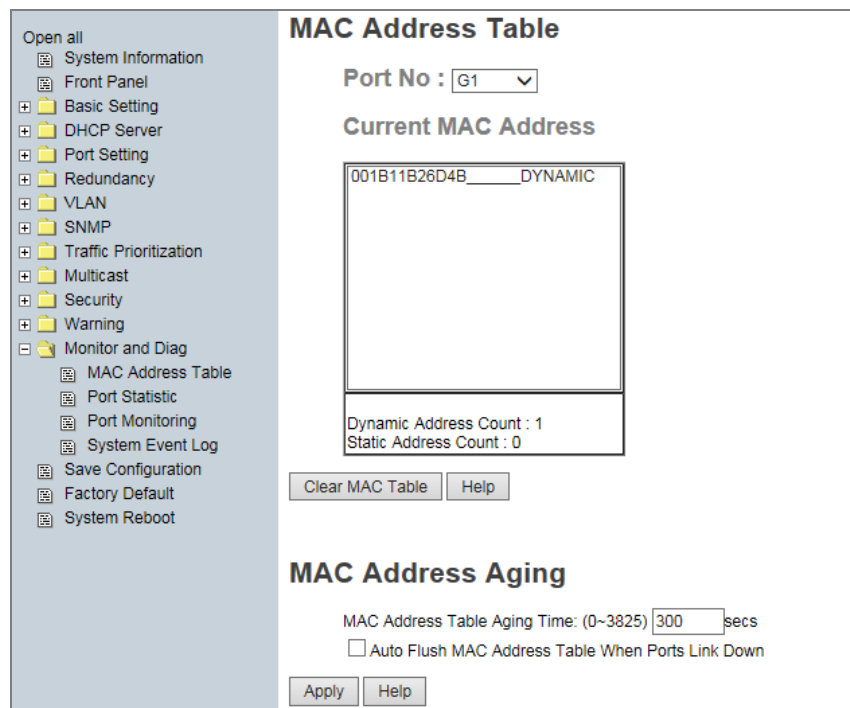 Open all
System Information
Front Panel
Basic Setting
DHCP Server
Port Setting
Redundancy
VLAN
SNMP
Traffic Prioritization
Multicast
Security
Warning
Monitor and Diag
MAC Address Table
Port Statistic
Port Monitoring
System Event Log
Save Configuration
Factory Default
System Reboot
MAC Address Table
Port No : G1
Current MAC Address
001B11B26D4B______DYNAMIC
Dynamic Address Count : 1
Static Address Count : 0
Clear MAC Table Help
MAC Address Aging
MAC Address Table Aging Time: (0~3825) 300 secs
Auto Flush MAC Address Table When Ports Link Down
Apply Help